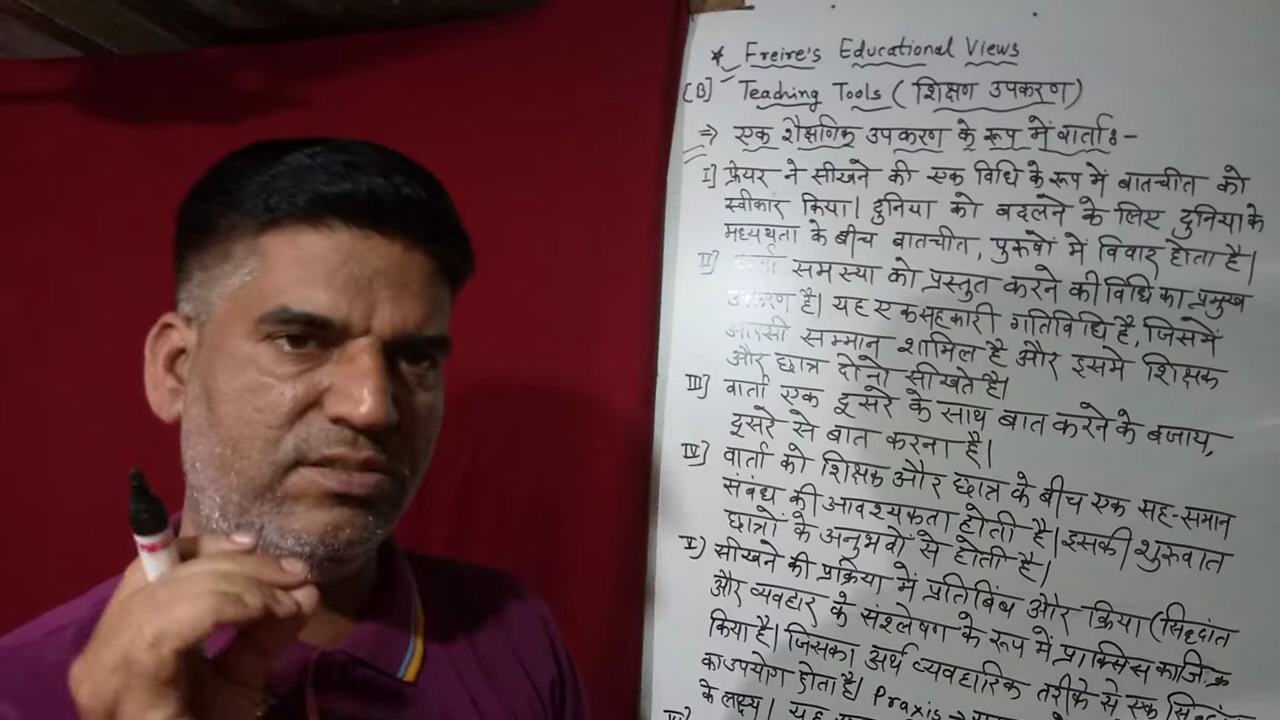 * Freire's Educational Views
[B] Teaching Tools ( शिक्षण उपकरण )
⇒ एक शैक्षणिक उपकरण के रूप में वार्ता :-
I] फ्रेयर ने सीखने की एक विधि के रूप में बातचीत को
स्वीकार किया। दुनिया को बदलने के लिए दुनिया के
मध्यथता के बीच बातचीत, पुरुषों में विचार होता है।
II] वार्ता समस्या को प्रस्तुत करने की विधि का प्रमुख
उपकरण है। यह एक सहकारी गतिविधि है, जिसमें
आपसी सम्मान शामिल है और इसमे शिक्षक
और छात्र दोनो सीखते है।
III] वार्ता एक दूसरे के साथ बात करने के बजाय,
दूसरे से बात करना है।
IV] वार्ता को शिक्षक और छात्र के बीच एक सह-समान
संबंध की आवश्यकता होती है। इसकी शुरुवात
छात्रों के अनुभवों से होती है।
V) सीखने की प्रक्रिया में प्रतिबिंब और क्रिया (सिद्दांत
और व्यवहार के संश्लेषण के रूप में प्राक्सिस का जिक्र
किया है। जिसका अर्थ व्यवहारिक तरीके से एक
का उपयोग होता है। Praxis →
के लक्ष्य। यह